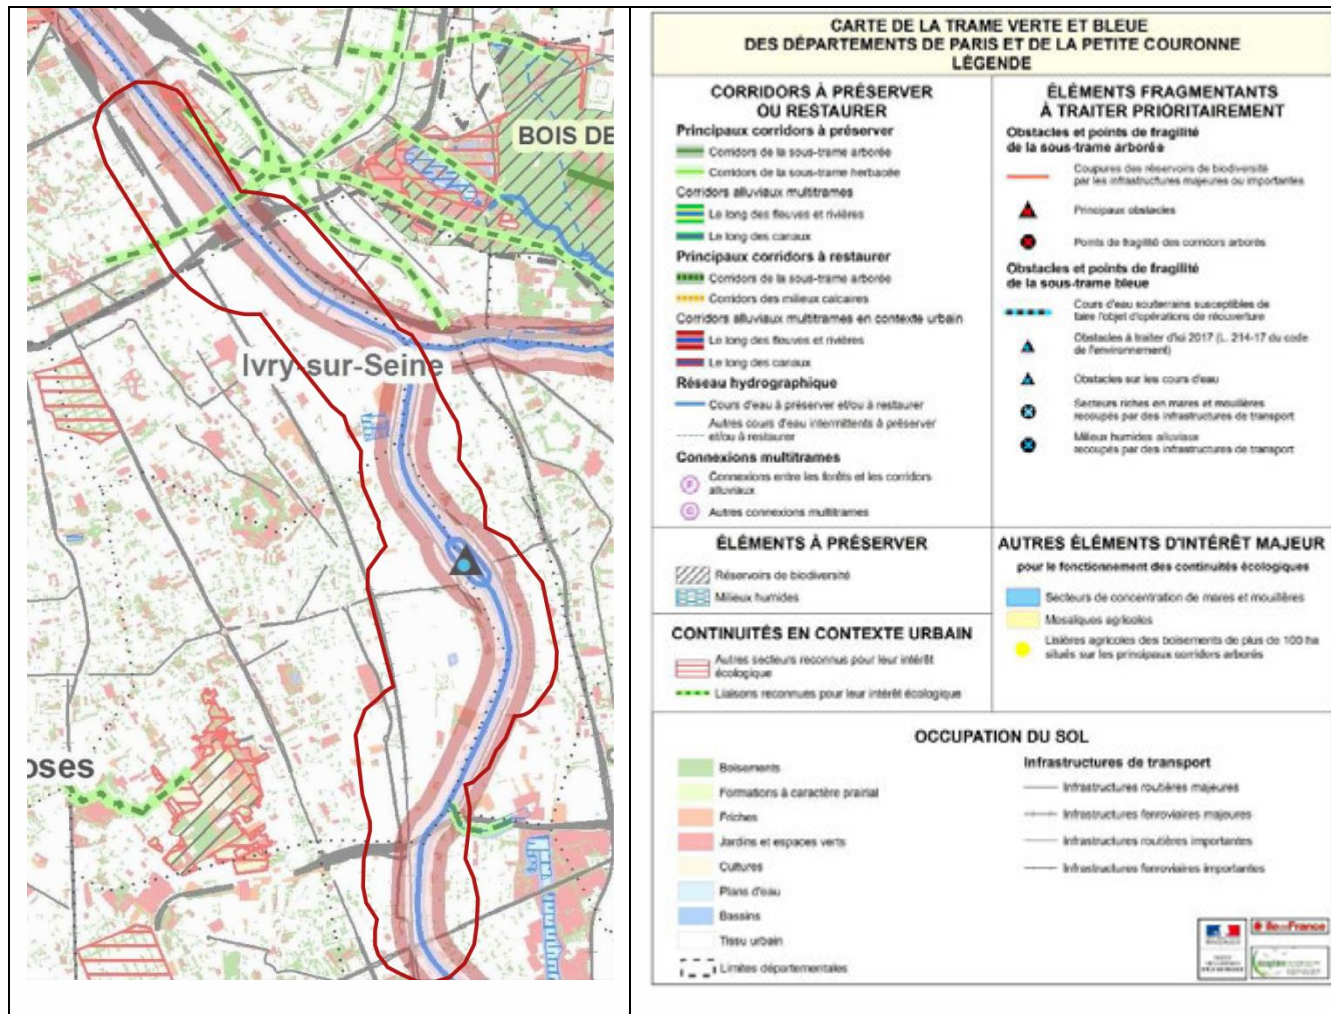 BOIS DE
Ivry-sur-Seine
oses
CARTE DE LA TRAME VERTE ET BLEUE
DES DÉPARTEMENTS DE PARIS ET DE LA PETITE COURONNE
LÉGENDE
CORRIDORS À PRÉSERVER
OU RESTAURER
Principaux corridors à préserver
Corridors de la sous-trame arborée
Corridors de la sous-trame herbacée
Corridors alluviaux multitrames
Le long des fleuves et rivières
Le long des canaux
Principaux corridors à restaurer
Corridors de la sous-trame arborée
Corridors des milieux calcaires
Corridors alluviaux multitrames en contexte urbain
Le long des fleuves et rivières
Le long des canaux
Réseau hydrographique
Cours d'eau à préserver et/ou à restaurer
Autres cours d'eau intermittents à préserver
et/ou à restaurer
Connexions multitrames
F
Connexions entre les forêts et les corridors
alluviaux
Autres connexions multitrames
ÉLÉMENTS FRAGMENTANTS
À TRAITER PRIORITAIREMENT
Obstacles et points de fragilité
de la sous-trame arborée
Coupures des réservoirs de biodiversité
par les infrastructures majeures ou importantes
Principaux obstacles
Points de fragilité des corridors arborés
Obstacles et points de fragilité
de la sous-trame bleue
Cours d'eau souterrains susceptibles de
faire l'objet d'opérations de réouverture
Obstacles à traiter d'ici 2017 (L. 214-17 du code
de l'environnement)
Obstacles sur les cours d'eau
Secteurs riches en mares et mouillères
recoupés par des infrastructures de transport
Milieux humides alluviaux
recoupés par des infrastructures de transport
ÉLÉMENTS À PRÉSERVER
Réservoirs de biodiversité
Milieux humides
CONTINUITÉS EN CONTEXTE URBAIN
Autres secteurs reconnus pour leur intérêt
écologique
Liaisons reconnues pour leur intérêt écologique
AUTRES ÉLÉMENTS D'INTÉRÊT MAJEUR
pour le fonctionnement des continuités écologiques
Secteurs de concentration de mares et mouillères
Mosaïques agricoles
Lisières agricoles des boisements de plus de 100 ha
situés sur les principaux corridors arborés
OCCUPATION DU SOL
Boisements
Formations à caractère prairial
Friches
Jardins et espaces verts
Cultures
Plans d'eau
Bassins
Tissu urbain
Limites départementales
Infrastructures de transport
Infrastructures routières majeures
Infrastructures ferroviaires majeures
Infrastructures routières importantes
Infrastructures ferroviaires importantes
îledeFrance